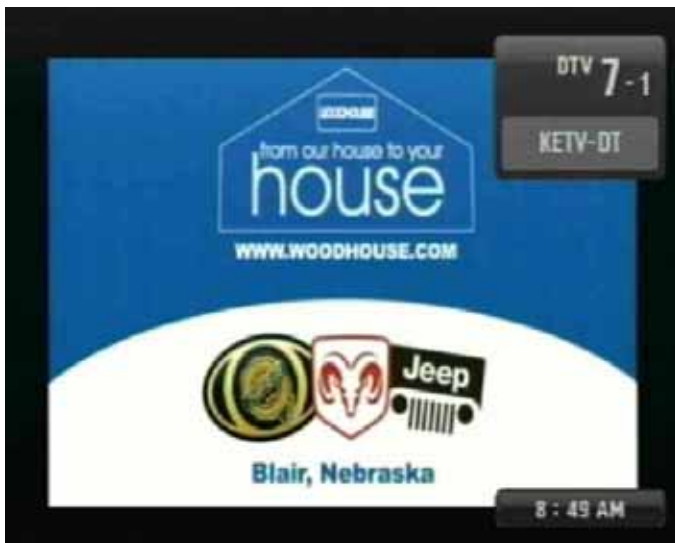 DTV 7-1
KETV-DT
WOODHOUSE
from our house to your
house
WWW.WOODHOUSE.COM
Jeep
Blair, Nebraska
8:49 AM